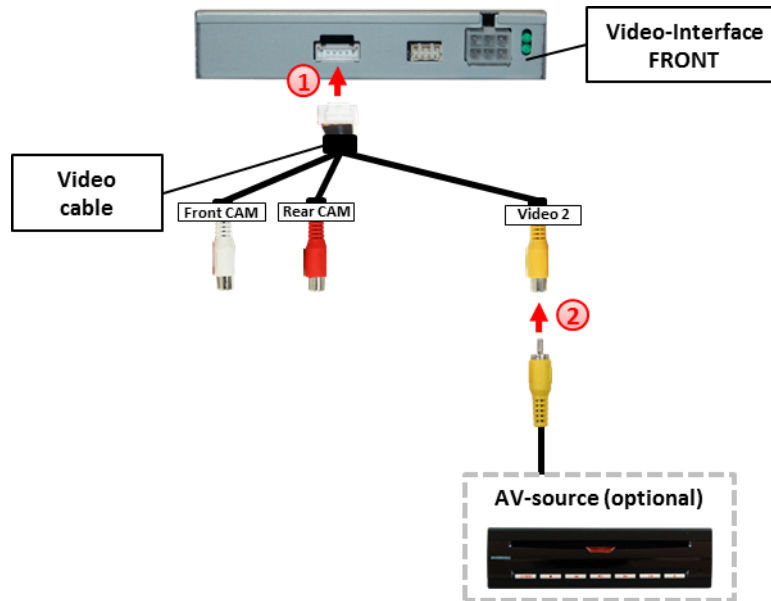 Video-Interface
FRONT
1
Video
cable
Front CAM
Rear CAM
Video 2
2
AV-source (optional)